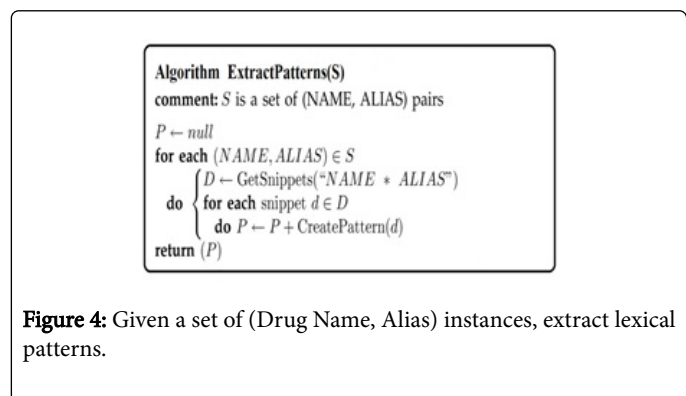 Algorithm ExtractPatterns(S)
comment: S is a set of (NAME, ALIAS) pairs
P ← null
for each (NAME, ALIAS) ∈ S
D ← GetSnippets(“NAME * ALIAS”)
do { for each snippet d ∈ D
do P ← P + CreatePattern(d)
return (P)
Figure 4: Given a set of (Drug Name, Alias) instances, extract lexical
patterns.